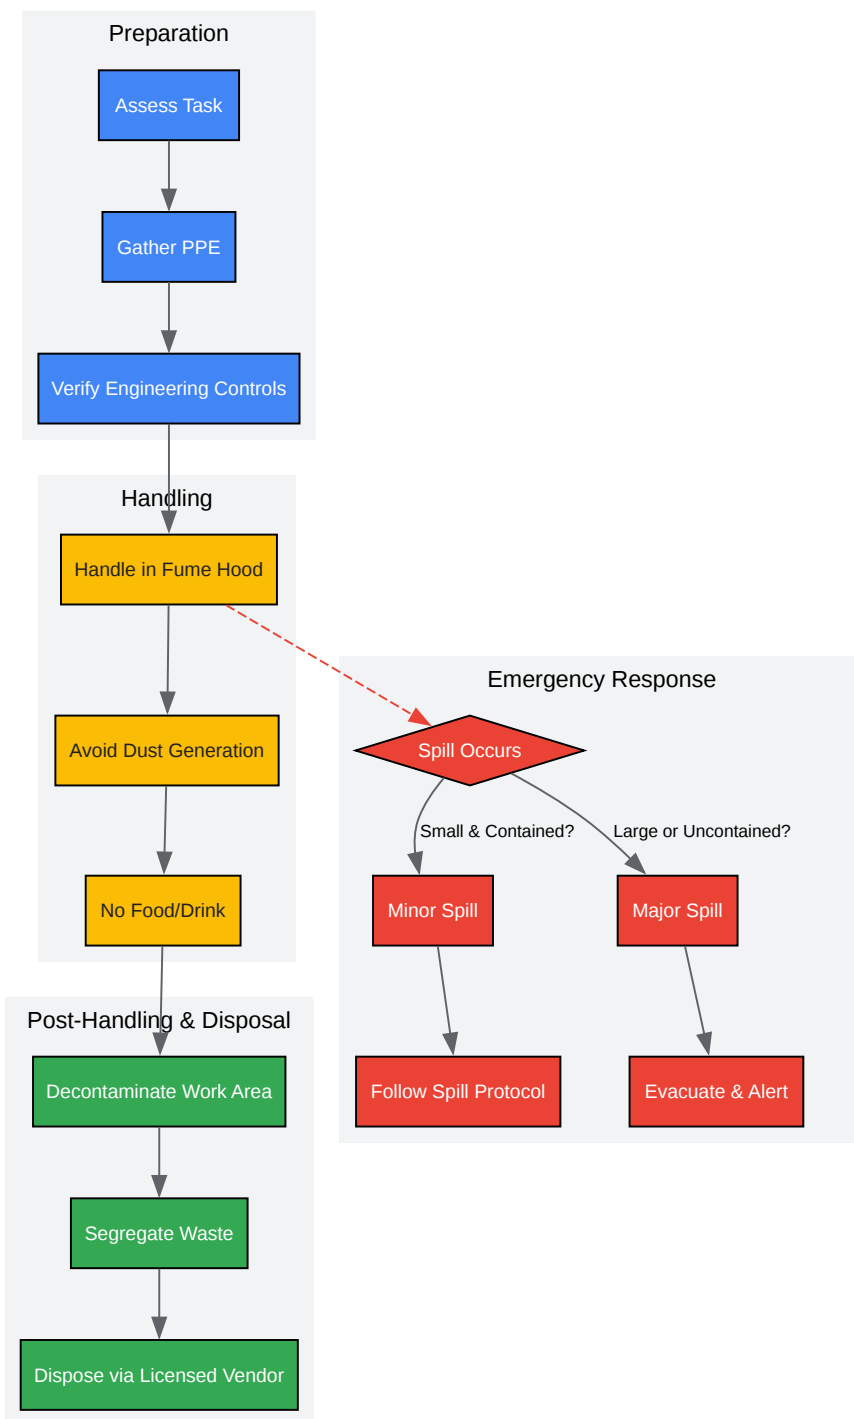 Preparation
Assess Task
Gather PPE
Verify Engineering Controls
Handling
Handle in Fume Hood
Avoid Dust Generation
No Food/Drink
Emergency Response
Spill Occurs
Small & Contained?
Large or Uncontained?
Minor Spill
Major Spill
Follow Spill Protocol
Evacuate & Alert
Post-Handling & Disposal
Decontaminate Work Area
Segregate Waste
Dispose via Licensed Vendor